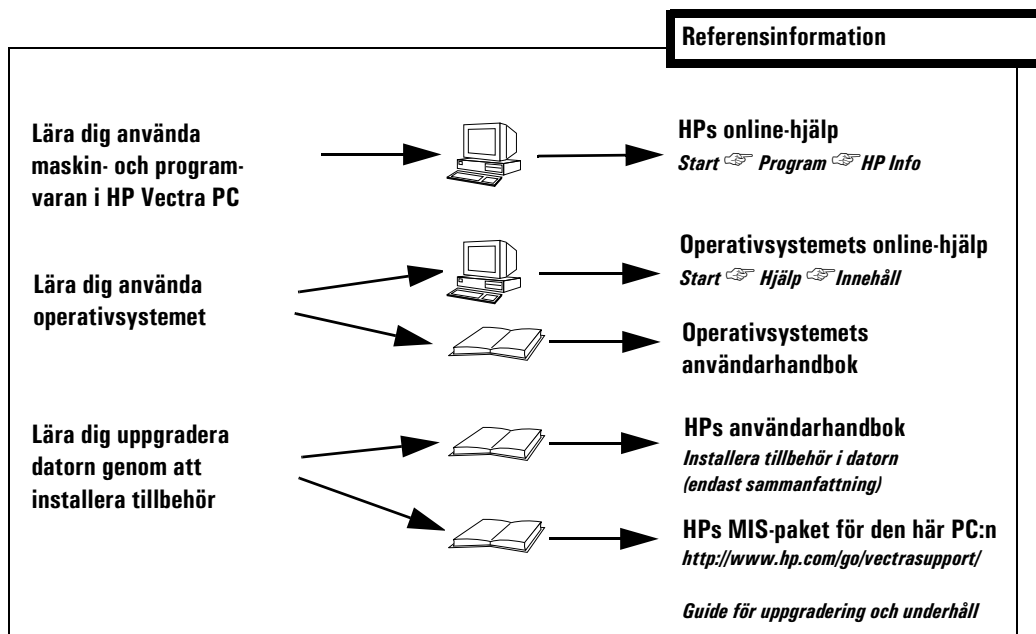 Referensinformation
Lära dig använda
maskin- och program-
varan i HP Vectra PC
HPs online-hjälp
Start ☞ Program ☞ HP Info
Lära dig använda
operativsystemet
Operativsystemets online-hjälp
Start ☞ Hjälp ☞ Innehåll
Operativsystemets
användarhandbok
Lära dig uppgradera
datorn genom att
installera tillbehör
HPs användarhandbok
Installera tillbehör i datorn
(endast sammanfattning)
HPs MIS-paket för den här PC:n
http://www.hp.com/go/vectrasupport/
Guide för uppgradering och underhåll